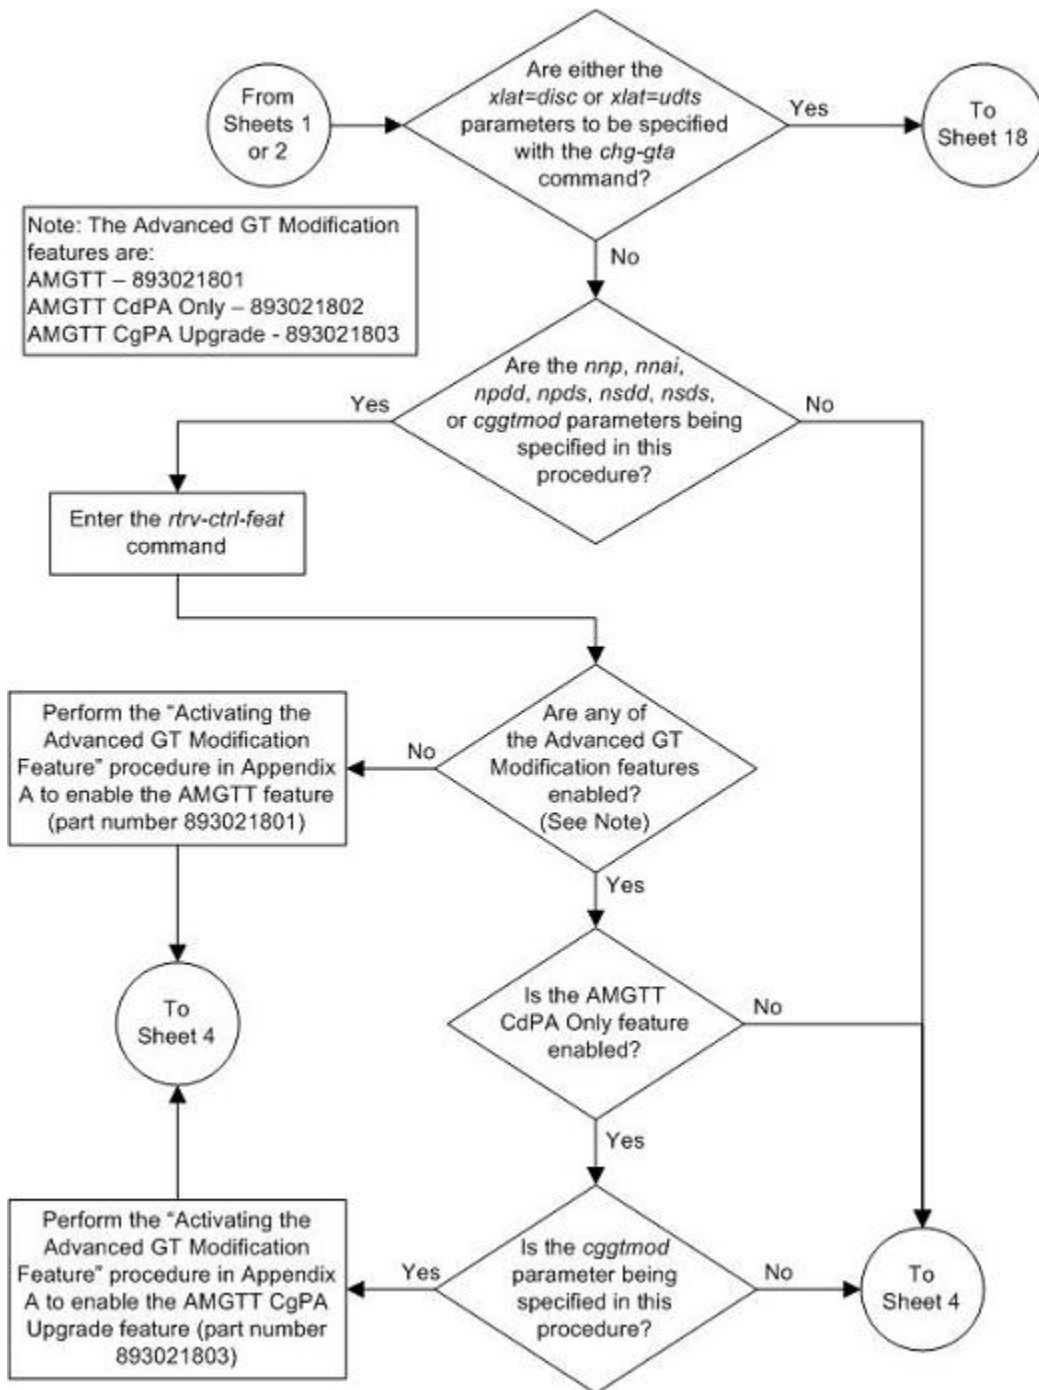 From
Sheets 1
or 2
Are either the
xlat=disc or xlat=udts
parameters to be specified
with the chg-gta
command?
Yes
To
Sheet 18
No
Note: The Advanced GT Modification
features are:
AMGTT – 893021801
AMGTT CdPA Only – 893021802
AMGTT CgPA Upgrade - 893021803
Are the nnp, nnai,
npdd, npds, nsdd, nsds,
or cggtmod parameters being
specified in this
procedure?
Yes
No
Enter the rtrv-ctrl-feat
command
Are any of
the Advanced GT
Modification features
enabled?
(See Note)
No
Perform the “Activating the
Advanced GT Modification
Feature” procedure in Appendix
A to enable the AMGTT feature
(part number 893021801)
Yes
To
Sheet 4
Is the AMGTT
CdPA Only feature
enabled?
No
Yes
Is the cggtmod
parameter being
specified in this
procedure?
Yes
No
Perform the “Activating the
Advanced GT Modification
Feature” procedure in Appendix
A to enable the AMGTT CgPA
Upgrade feature (part number
893021803)
To
Sheet 4